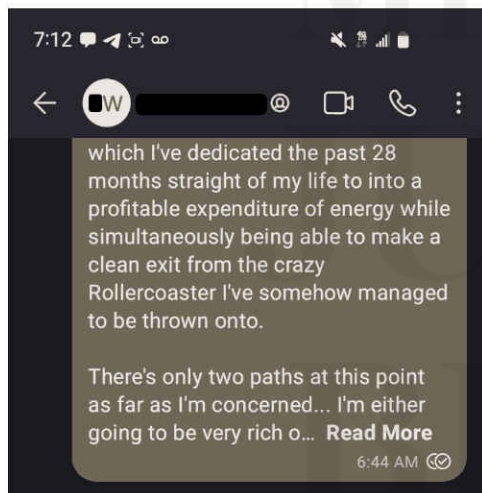 7:12
W @
which I've dedicated the past 28
months straight of my life to into a
profitable expenditure of energy while
simultaneously being able to make a
clean exit from the crazy
Rollercoaster I've somehow managed
to be thrown onto.
There's only two paths at this point
as far as I'm concerned... I'm either
going to be very rich o... Read More
6:44 AM